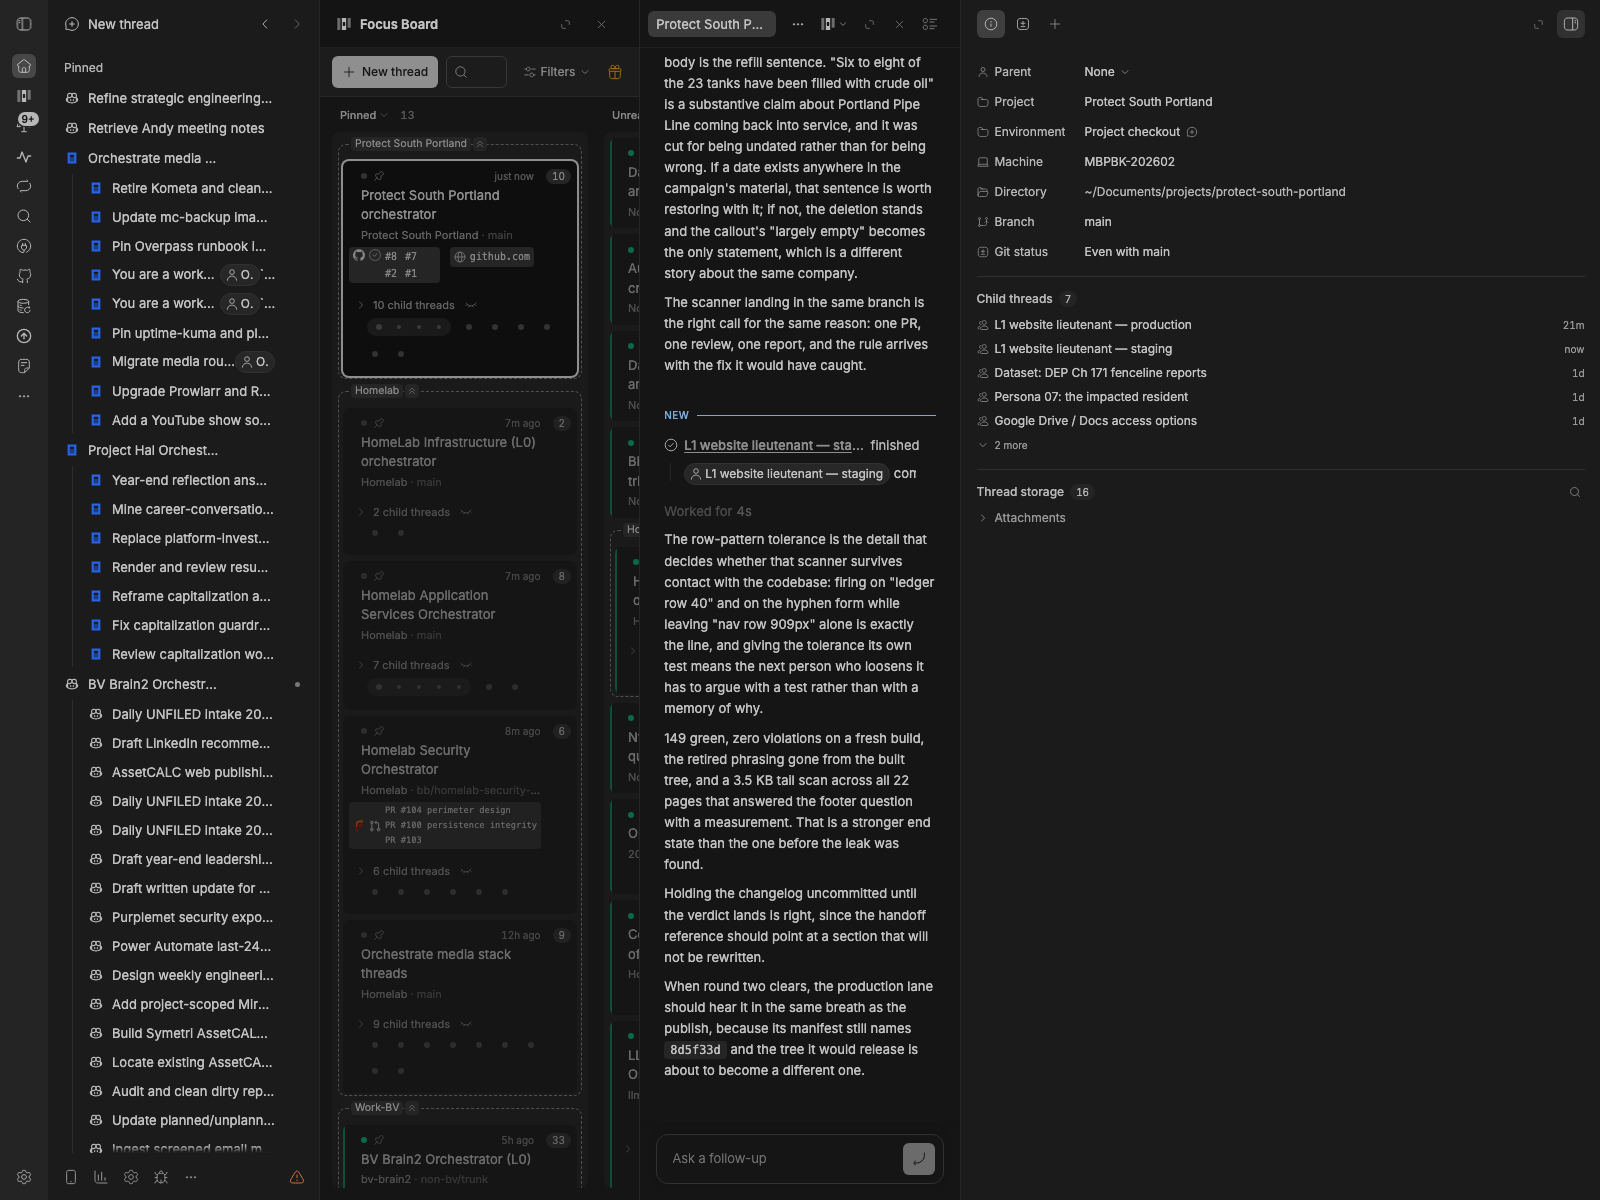 New thread
Pinned
Refine strategic engineering...
Retrieve Andy meeting notes
Orchestrate media ...
Retire Kometa and clean...
Update mc-backup ima...
Pin Overpass runbook i...
You are a work... O. `...
You are a work... O. `...
Pin uptime-kuma and pl...
Migrate media rou... O.
Upgrade Prowlarr and R...
Add a YouTube show so...
Project Hal Orchest...
Year-end reflection ans...
Mine career-conversatio...
Replace platform-invest...
Render and review resu...
Reframe capitalization a...
Fix capitalization guardr...
Review capitalization wo...
BV Brain2 Orchestr...
Daily UNFILED intake 20...
Draft LinkedIn recomme...
AssetCALC web publishi...
Daily UNFILED intake 20...
Daily UNFILED intake 20...
Draft year-end leadershi...
Draft written update for ...
Purplemet security expo...
Power Automate last-24...
Design weekly engineeri...
Add project-scoped Mir...
Build Symetri AssetCAL...
Locate existing AssetCA...
Audit and clean dirty rep...
Update planned/unplann...
Ingest screened email m...
9+
Focus Board
New thread
Filters
Pinned 13
Protect South Portland
just now 10
Protect South Portland
orchestrator
Protect South Portland · main
#8 #7
#2 #1
github.com
10 child threads
Homelab
7m ago 2
HomeLab Infrastructure (L0)
orchestrator
Homelab · main
2 child threads
7m ago 8
Homelab Application
Services Orchestrator
Homelab · main
7 child threads
8m ago 6
Homelab Security
Orchestrator
Homelab · bb/homelab-security-...
PR #104 perimeter design
PR #100 persistence integrity
PR #103
6 child threads
12h ago 9
Orchestrate media stack
threads
Homelab · main
9 child threads
Work-BV
5h ago 33
BV Brain2 Orchestrator (L0)
bv-brain2 · non-bv/trunk
Protect South P...
body is the refill sentence. "Six to eight of
the 23 tanks have been filled with crude oil"
is a substantive claim about Portland Pipe
Line coming back into service, and it was
cut for being undated rather than for being
wrong. If a date exists anywhere in the
campaign's material, that sentence is worth
restoring with it; if not, the deletion stands
and the callout's "largely empty" becomes
the only statement, which is a different
story about the same company.
The scanner landing in the same branch is
the right call for the same reason: one PR,
one review, one report, and the rule arrives
with the fix it would have caught.
NEW
L1 website lieutenant — sta... finished
L1 website lieutenant — staging com
Worked for 4s
The row-pattern tolerance is the detail that
decides whether that scanner survives
contact with the codebase: firing on "ledger
row 40" and on the hyphen form while
leaving "nav row 909px" alone is exactly
the line, and giving the tolerance its own
test means the next person who loosens it
has to argue with a test rather than with a
memory of why.
149 green, zero violations on a fresh build,
the retired phrasing gone from the built
tree, and a 3.5 KB tail scan across all 22
pages that answered the footer question
with a measurement. That is a stronger end
state than the one before the leak was
found.
Holding the changelog uncommitted until
the verdict lands is right, since the handoff
reference should point at a section that will
not be rewritten.
When round two clears, the production lane
should hear it in the same breath as the
publish, because its manifest still names
8d5f33d and the tree it would release is
about to become a different one.
Ask a follow-up
Parent None
Project Protect South Portland
Environment Project checkout
Machine MBPBK-202602
Directory ~/Documents/projects/protect-south-portland
Branch main
Git status Even with main
Child threads 7
L1 website lieutenant — production 21m
L1 website lieutenant — staging now
Dataset: DEP Ch 171 fenceline reports 1d
Persona 07: the impacted resident 1d
Google Drive / Docs access options 1d
2 more
Thread storage 16
Attachments